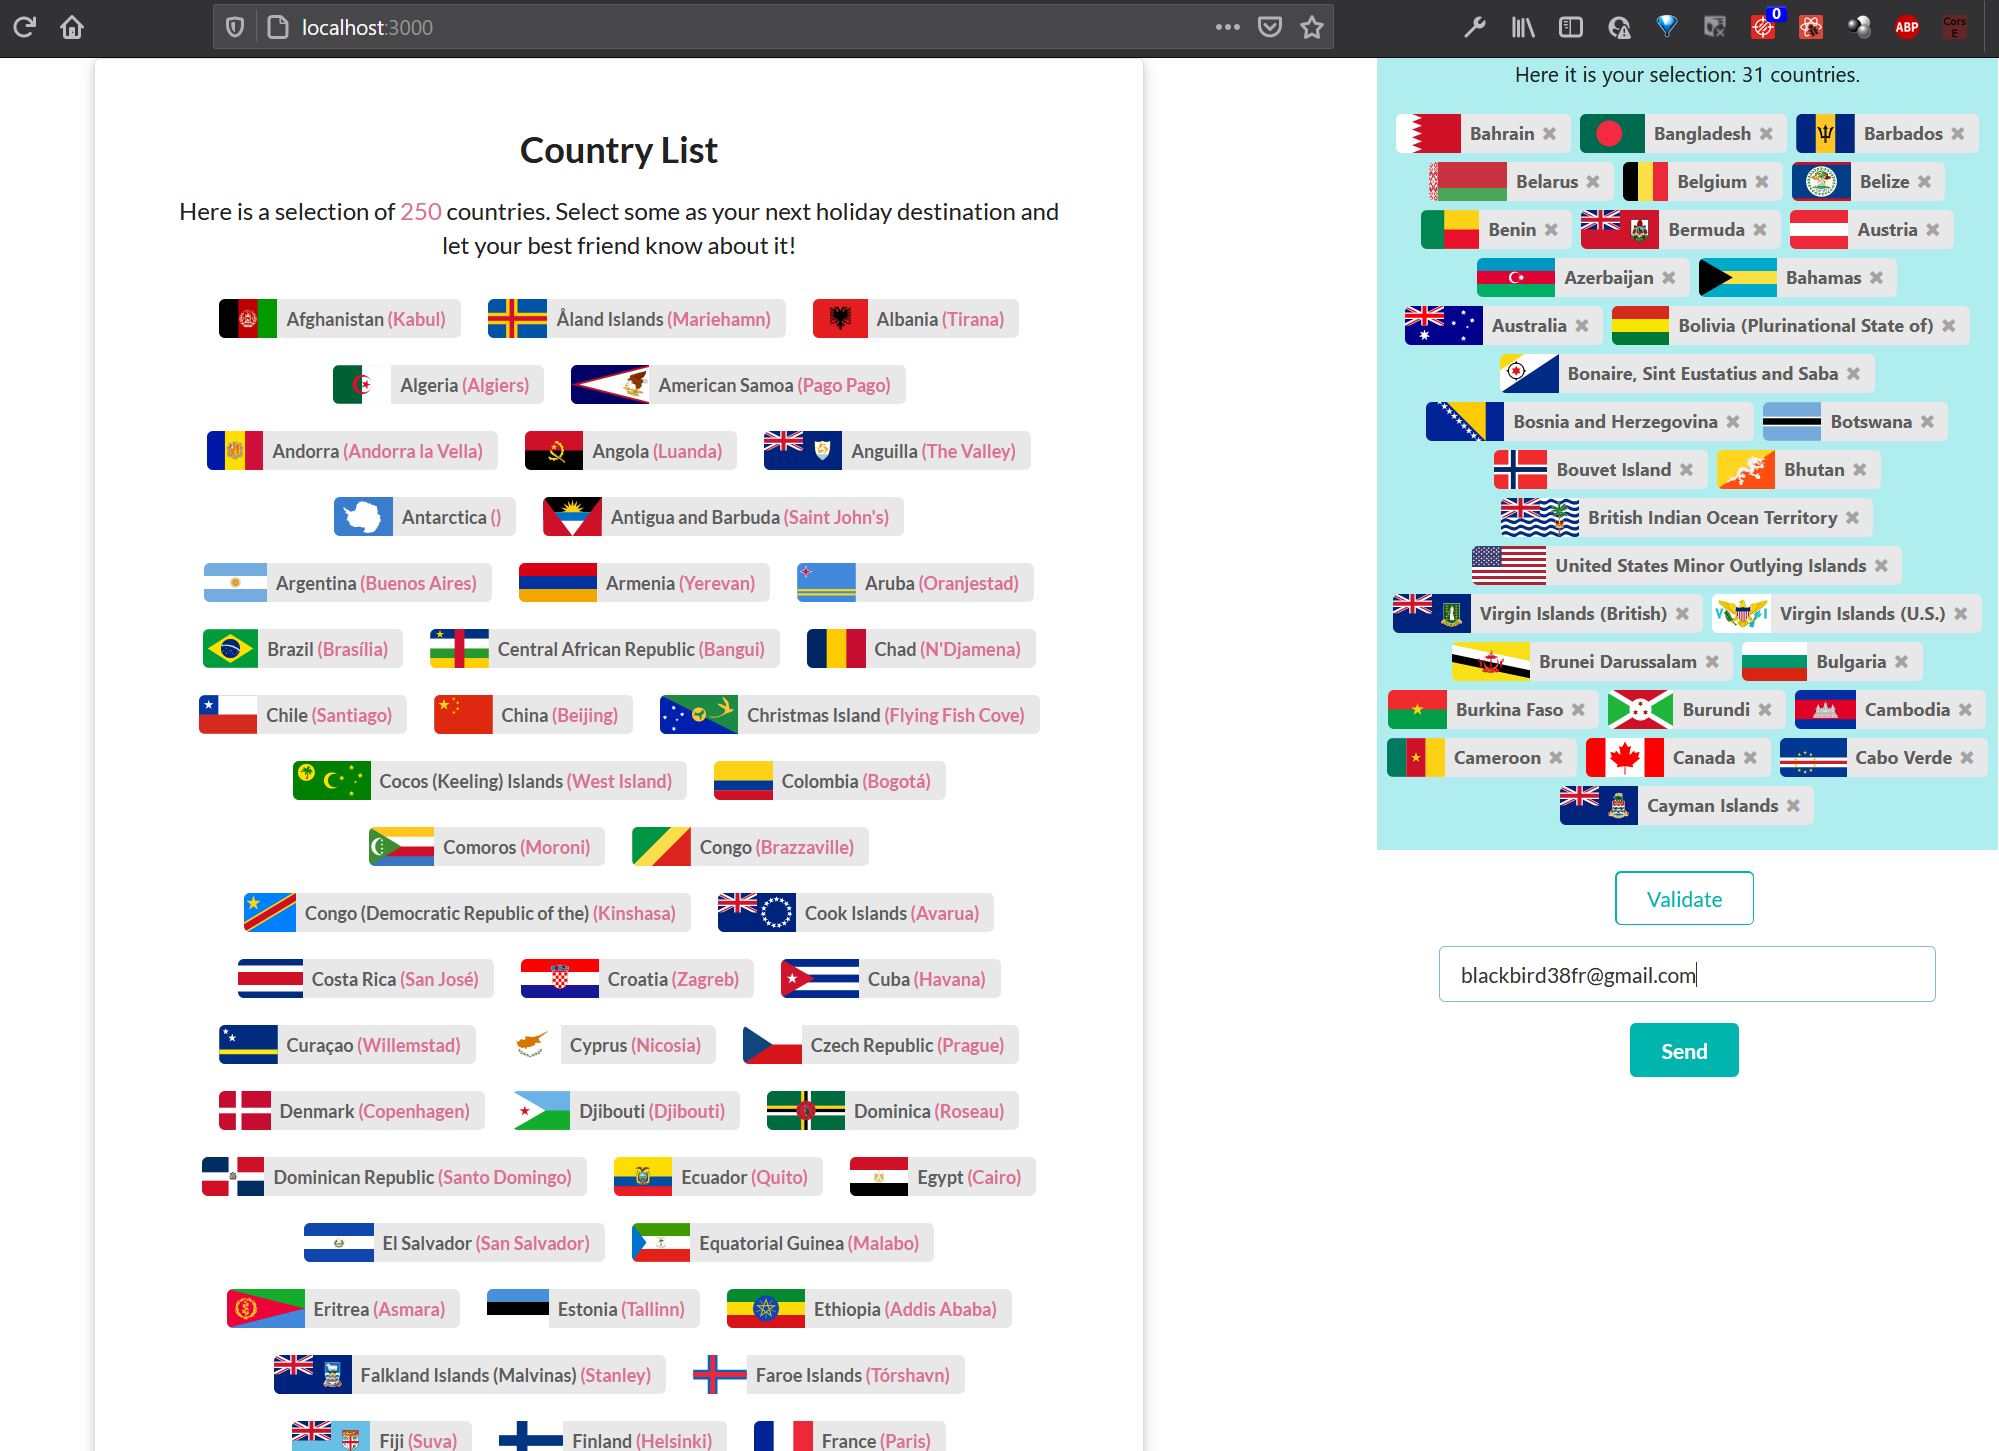 localhost:3000
0
ABP
Cors
E
Country List
Here is a selection of 250 countries. Select some as your next holiday destination and
let your best friend know about it!
Afghanistan (Kabul) Åland Islands (Mariehamn) Albania (Tirana)
Algeria (Algiers) American Samoa (Pago Pago)
Andorra (Andorra la Vella) Angola (Luanda) Anguilla (The Valley)
Antarctica () Antigua and Barbuda (Saint John's)
Argentina (Buenos Aires) Armenia (Yerevan) Aruba (Oranjestad)
Brazil (Brasília) Central African Republic (Bangui) Chad (N'Djamena)
Chile (Santiago) China (Beijing) Christmas Island (Flying Fish Cove)
Cocos (Keeling) Islands (West Island) Colombia (Bogotá)
Comoros (Moroni) Congo (Brazzaville)
Congo (Democratic Republic of the) (Kinshasa) Cook Islands (Avarua)
Costa Rica (San José) Croatia (Zagreb) Cuba (Havana)
Curaçao (Willemstad) Cyprus (Nicosia) Czech Republic (Prague)
Denmark (Copenhagen) Djibouti (Djibouti) Dominica (Roseau)
Dominican Republic (Santo Domingo) Ecuador (Quito) Egypt (Cairo)
El Salvador (San Salvador) Equatorial Guinea (Malabo)
Eritrea (Asmara) Estonia (Tallinn) Ethiopia (Addis Ababa)
Falkland Islands (Malvinas) (Stanley) Faroe Islands (Tórshavn)
Fiji (Suva) Finland (Helsinki) France (Paris)
Here it is your selection: 31 countries.
Bahrain Bangladesh Barbados
Belarus Belgium Belize
Benin Bermuda Austria
Azerbaijan Bahamas
Australia Bolivia (Plurinational State of)
Bonaire, Sint Eustatius and Saba
Bosnia and Herzegovina Botswana
Bouvet Island Bhutan
British Indian Ocean Territory
United States Minor Outlying Islands
Virgin Islands (British) Virgin Islands (U.S.)
Brunei Darussalam Bulgaria
Burkina Faso Burundi Cambodia
Cameroon Canada Cabo Verde
Cayman Islands
Validate
blackbird38fr@gmail.com
Send